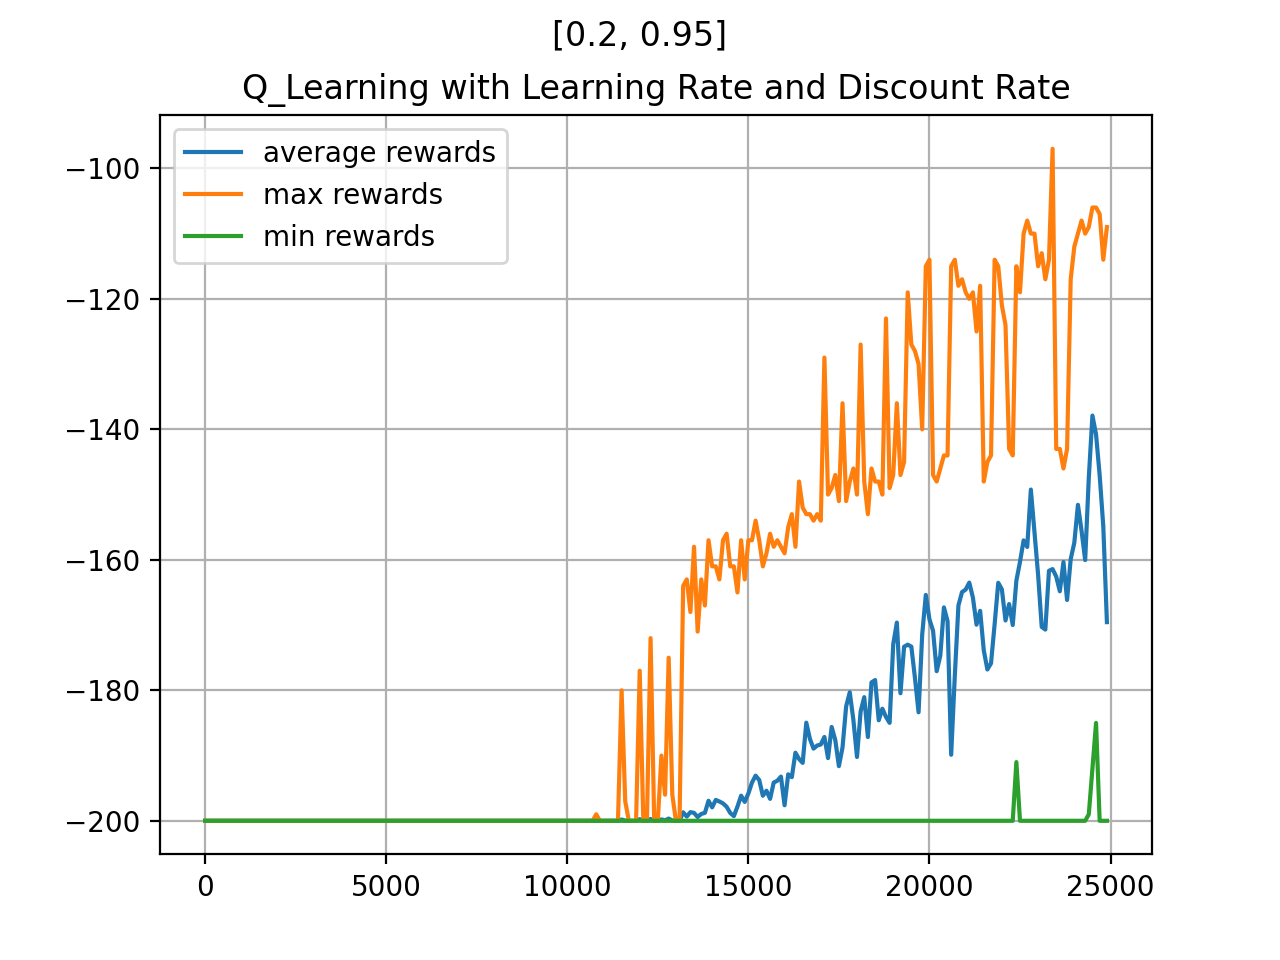 [0.2, 0.95]
Q_Learning with Learning Rate and Discount Rate
average rewards
max rewards
min rewards
−100
−120
−140
−160
−180
−200
0 5000 10000 15000 20000 25000